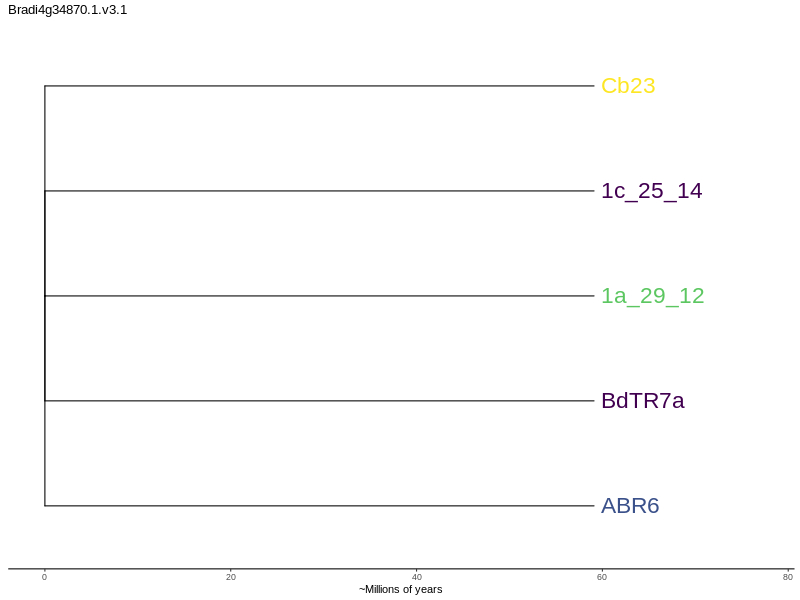 Bradi4g34870.1.v3.1
Cb23
1c_25_14
1a_29_12
BdTR7a
ABR6
0 20 40 60 80
~Millions of years